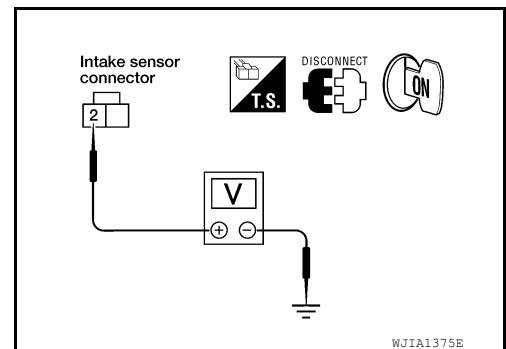 Intake sensor
connector
DISCONNECT
T.S.
ON
2
V
+ −
WJIA1375E